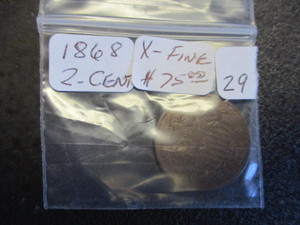 1868
2-CENT
X-FINE
$75.00
29